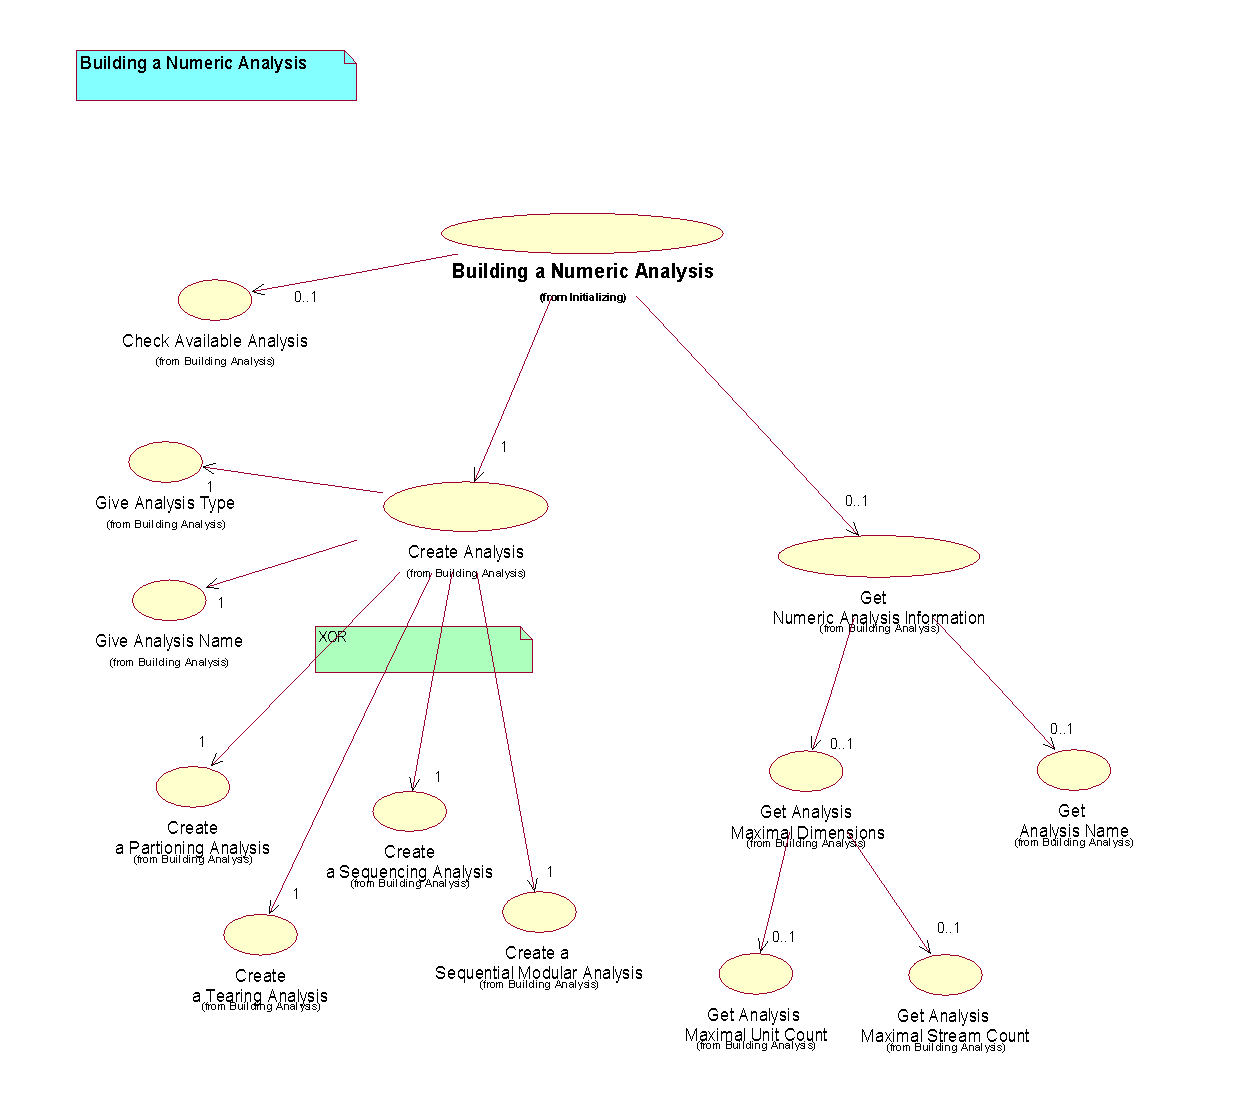 Building a Numeric Analysis
Building a Numeric Analysis
(from Initializing)
0..1
Check Available Analysis
(from Building Analysis)
1
0..1
1
Give Analysis Type
(from Building Analysis)
Create Analysis
(from Building Analysis)
1
Give Analysis Name
(from Building Analysis)
XOR
Get
Numeric Analysis Information
(from Building Analysis)
1
Create
a Partioning Analysis
(from Building Analysis)
1
Create
a Sequencing Analysis
(from Building Analysis)
1
Create
a Tearing Analysis
(from Building Analysis)
1
Create a
Sequential Modular Analysis
(from Building Analysis)
0..1
Get Analysis
Maximal Dimensions
(from Building Analysis)
0..1
Get
Analysis Name
(from Building Analysis)
0..1
Get Analysis
Maximal Unit Count
(from Building Analysis)
0..1
Get Analysis
Maximal Stream Count
(from Building Analysis)